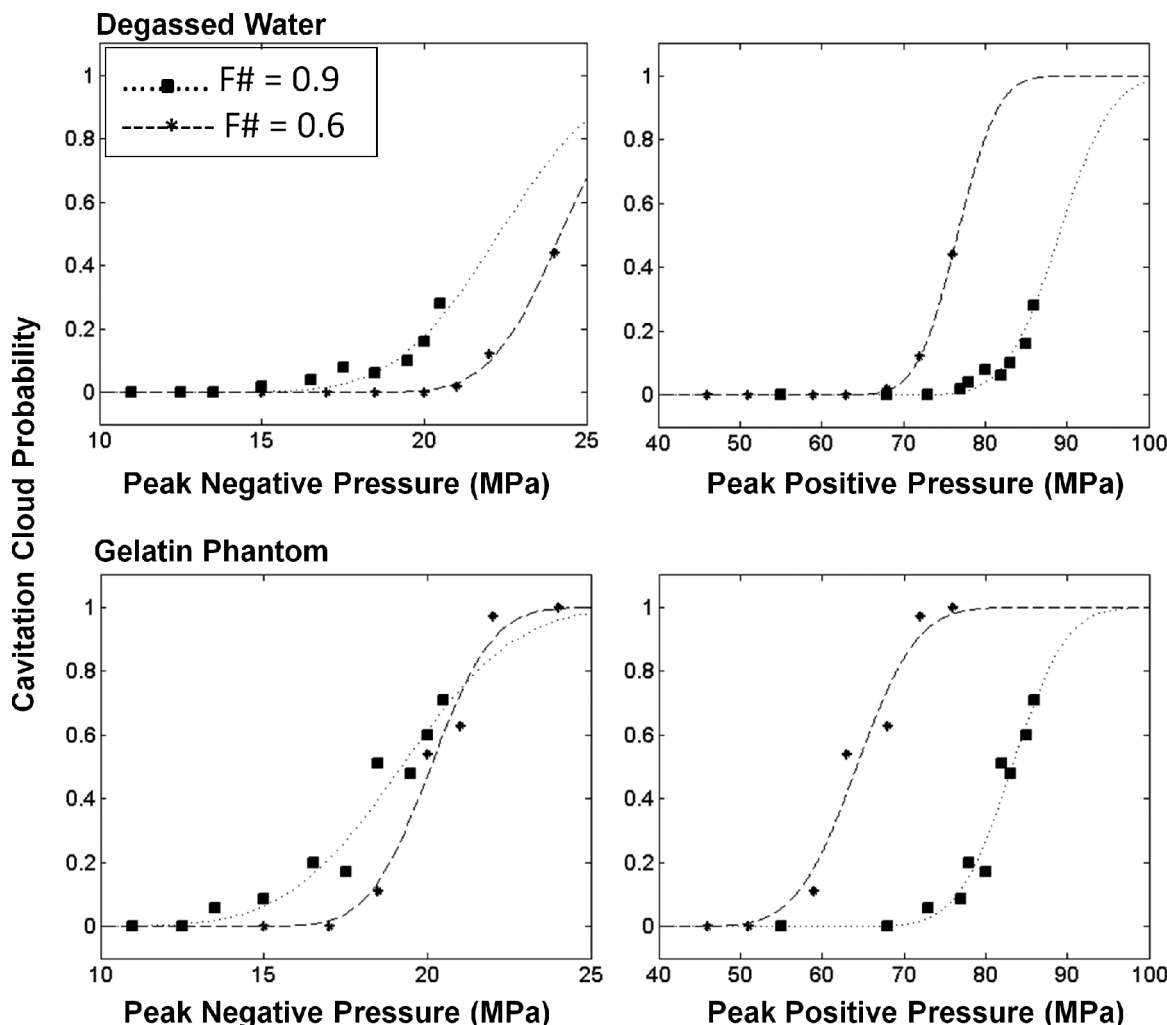 Degassed Water
F# = 0.9
F# = 0.6
1
0.8
0.6
0.4
0.2
0
10 15 20 25
40 50 60 70 80 90 100
Peak Negative Pressure (MPa)
Peak Positive Pressure (MPa)
Cavitation Cloud Probability
Gelatin Phantom
1
0.8
0.6
0.4
0.2
0
1
0.8
0.6
0.4
0.2
0
10 15 20 25
1
0.8
0.6
0.4
0.2
0
40 50 60 70 80 90 100
Peak Negative Pressure (MPa)
Peak Positive Pressure (MPa)